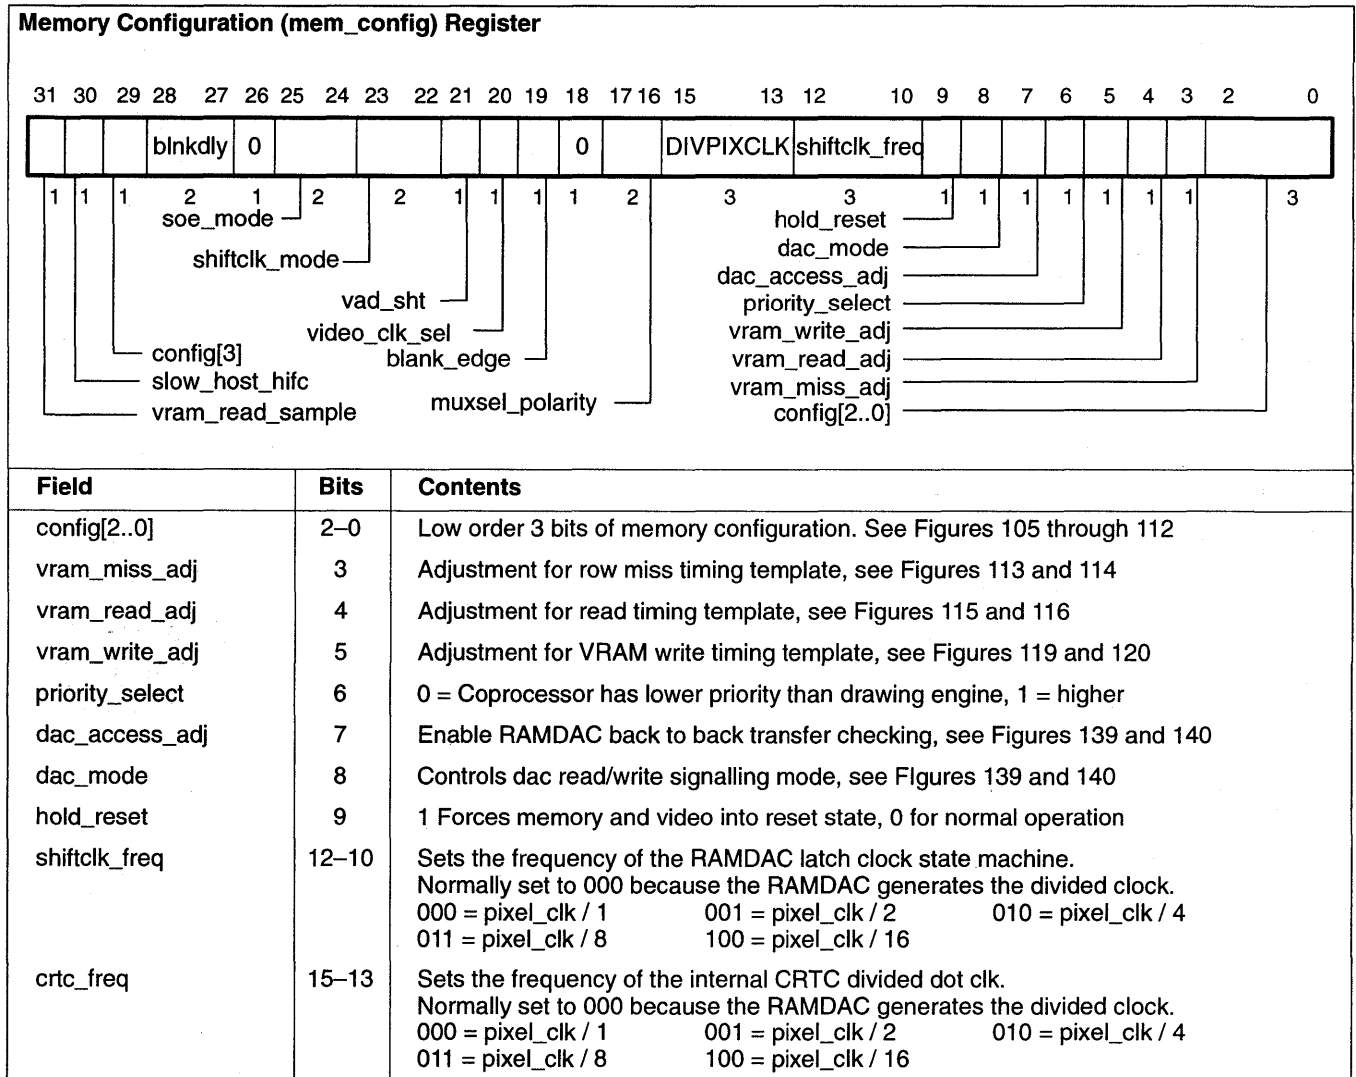 Memory Configuration (mem_config) Register
31 30 29 28 27 26 25 24 23 22 21 20 19 18 17 16 15 13 12 10 9 8 7 6 5 4 3 2 0
blnkdly 0 0 DIVPIXCLK shiftclk_freq
1 1 1 2 1 2 2 1 1 1 1 2 3 3 1 1 1 1 1 1 1 3
soe_mode
hold_reset
shiftclk_mode
dac_mode
dac_access_adj
vad_sht
priority_select
video_clk_sel
vram_write_adj
config[3]
blank_edge
vram_read_adj
slow_host_hifc
vram_miss_adj
vram_read_sample
muxsel_polarity
config[2..0]
Field Bits Contents
config[2..0] 2–0 Low order 3 bits of memory configuration. See Figures 105 through 112
vram_miss_adj 3 Adjustment for row miss timing template, see Figures 113 and 114
vram_read_adj 4 Adjustment for read timing template, see Figures 115 and 116
vram_write_adj 5 Adjustment for VRAM write timing template, see Figures 119 and 120
priority_select 6 0 = Coprocessor has lower priority than drawing engine, 1 = higher
dac_access_adj 7 Enable RAMDAC back to back transfer checking, see Figures 139 and 140
dac_mode 8 Controls dac read/write signalling mode, see FIgures 139 and 140
hold_reset 9 1 Forces memory and video into reset state, 0 for normal operation
shiftclk_freq 12–10 Sets the frequency of the RAMDAC latch clock state machine.
Normally set to 000 because the RAMDAC generates the divided clock.
000 = pixel_clk / 1 001 = pixel_clk / 2 010 = pixel_clk / 4
011 = pixel_clk / 8 100 = pixel_clk / 16
crtc_freq 15–13 Sets the frequency of the internal CRTC divided dot clk.
Normally set to 000 because the RAMDAC generates the divided clock.
000 = pixel_clk / 1 001 = pixel_clk / 2 010 = pixel_clk / 4
011 = pixel_clk / 8 100 = pixel_clk / 16